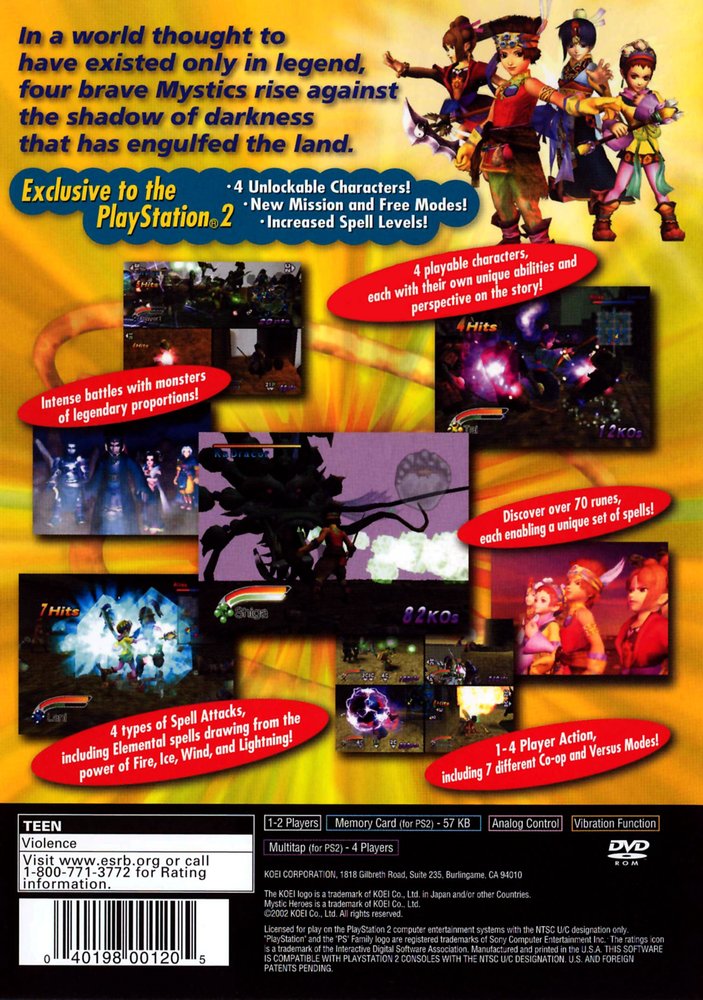 In a world thought to
have existed only in legend,
four brave Mystics rise against
the shadow of darkness
that has engulfed the land.
Exclusive to the
PlayStation® 2
• 4 Unlockable Characters!
• New Mission and Free Modes!
• Increased Spell Levels!
4 playable characters,
each with their own unique abilities and
perspective on the story!
4 Hits
12KOs
Intense battles with monsters
of legendary proportions!
Discover over 70 runes,
each enabling a unique set of spells!
Shiga
82KOs
7 Hits
Lani
4 types of Spell Attacks,
including Elemental spells drawing from the
power of Fire, Ice, Wind, and Lightning!
1-4 Player Action,
including 7 different Co-op and Versus Modes!
TEEN
Violence
Visit www.esrb.org or call
1-800-771-3772 for Rating
information.
0 40198 00120 5
1-2 Players
Memory Card (for PS2) - 57 KB
Analog Control
Vibration Function
Multitap (for PS2) - 4 Players
DVD
ROM
KOEI CORPORATION, 1818 Gilbreth Road, Suite 235, Burlingame, CA 94010
The KOEI logo is a trademark of KOEI Co., Ltd. in Japan and/or other Countries.
Mystic Heroes is a trademark of KOEI Co., Ltd.
©2002 KOEI Co., Ltd. All rights reserved.
Licensed for play on the PlayStation 2 computer entertainment systems with the NTSC U/C designation only.
"PlayStation" and the "PS" Family logo are registered trademarks of Sony Computer Entertainment Inc. The ratings icon
is a trademark of the Interactive Digital Software Association. Manufactured and printed in the U.S.A. THIS SOFTWARE
IS COMPATIBLE WITH PLAYSTATION 2 CONSOLES WITH THE NTSC U/C DESIGNATION. U.S. AND FOREIGN
PATENTS PENDING.